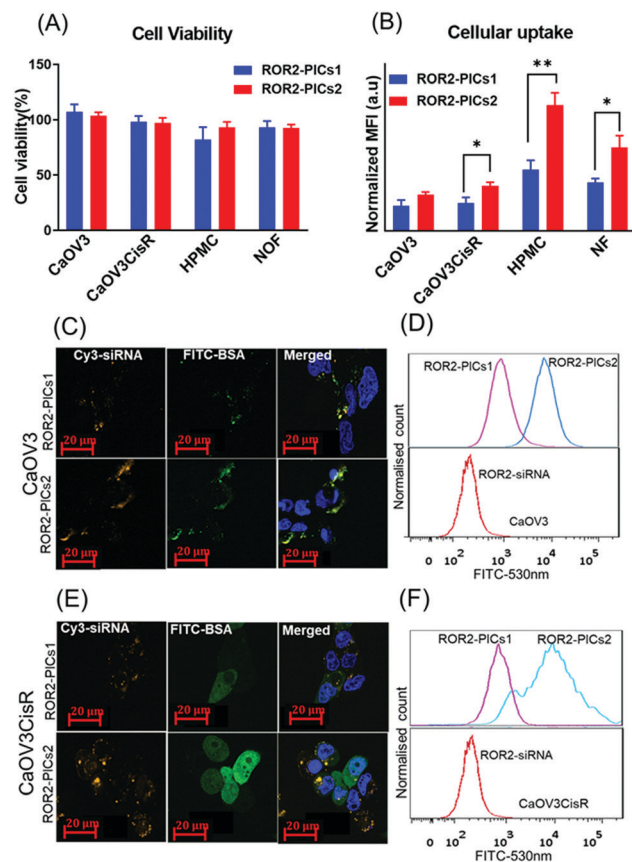 (A)
Cell Viability
ROR2-PICs1
ROR2-PICs2
Cell viability(%)
150
100
50
0
CaOV3
CaOV3CisR
HPMC
NOF
(B)
Cellular uptake
ROR2-PICs1
ROR2-PICs2
Normalized MFI (a.u)
*
**
*
CaOV3
CaOV3CisR
HPMC
NF
(C)
Cy3-siRNA FITC-BSA Merged
CaOV3
ROR2-PICs1
20 μm 20 μm 20 μm
ROR2-PICs2
20 μm 20 μm 20 μm
(D)
ROR2-PICs1 ROR2-PICs2
Normalised count
ROR2-siRNA
CaOV3
0 10² 10³ 10⁴ 10⁵
FITC-530nm
(E)
Cy3-siRNA FITC-BSA Merged
CaOV3CisR
ROR2-PICs1
20 μm 20 μm 20 μm
ROR2-PICs2
20 μm 20 μm 20 μm
(F)
ROR2-PICs1 ROR2-PICs2
Normalised count
ROR2-siRNA
CaOV3CisR
0 10² 10³ 10⁴ 10⁵
FITC-530nm